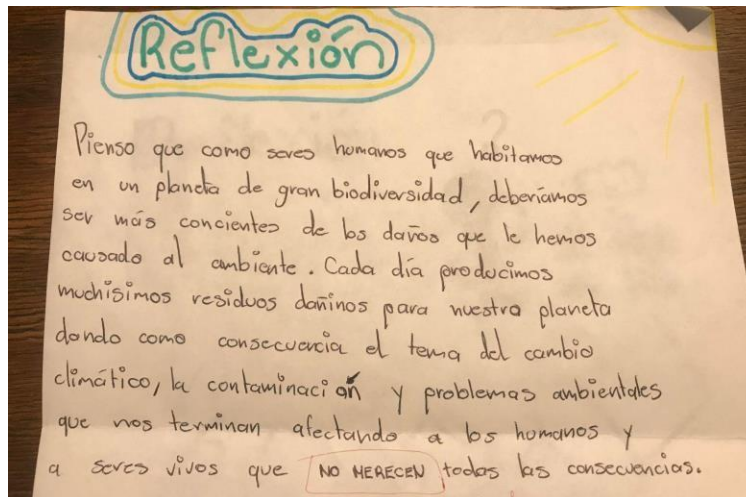 Reflexión
Pienso que como seres humanos que habitamos
en un planeta de gran biodiversidad, deberíamos
ser más concientes de los daños que le hemos
causado al ambiente. Cada día producimos
muchísimos residuos dañinos para nuestro planeta
dando como consecuencia el tema del cambio
climático, la contaminación y problemas ambientales
que nos terminan afectando a los humanos y
a seres vivos que NO MERECEN todas las consecuencias.